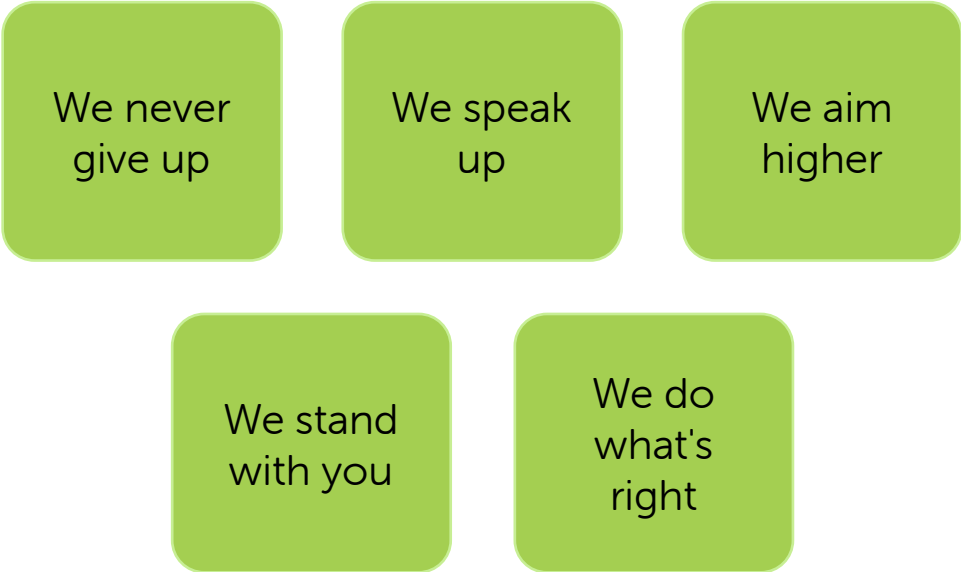 We never
give up
We speak
up
We aim
higher
We stand
with you
We do
what's
right